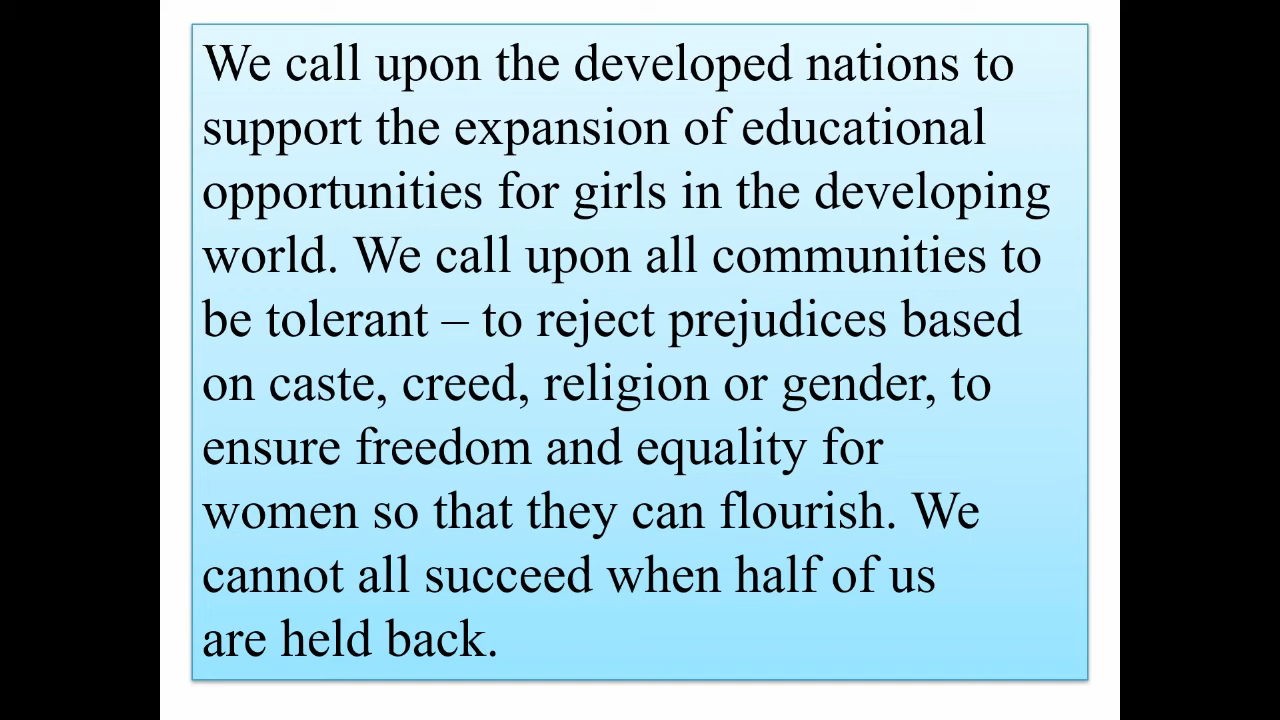 We call upon the developed nations to
support the expansion of educational
opportunities for girls in the developing
world. We call upon all communities to
be tolerant – to reject prejudices based
on caste, creed, religion or gender, to
ensure freedom and equality for
women so that they can flourish. We
cannot all succeed when half of us
are held back.